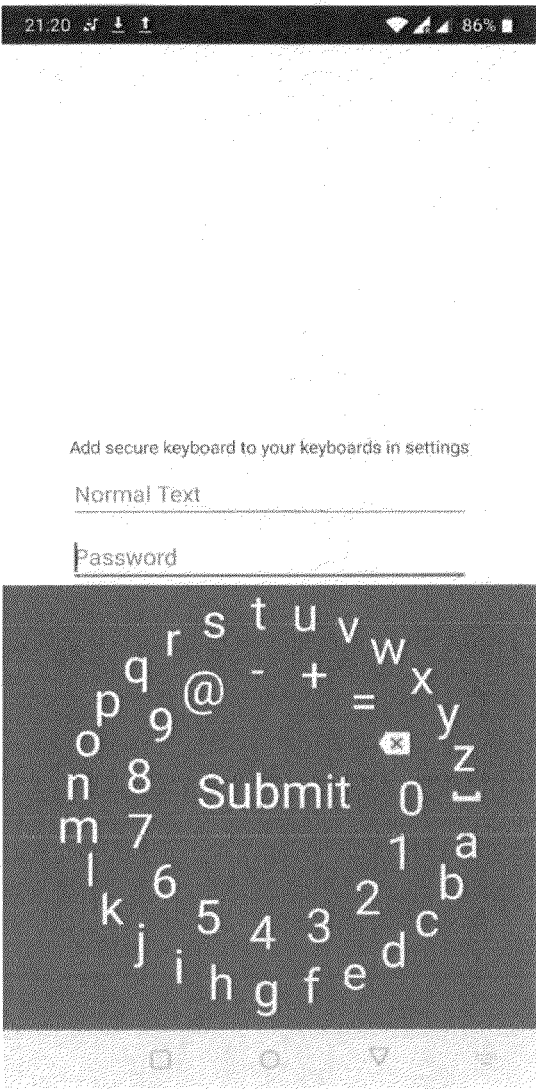 21:20 86%
Add secure keyboard to your keyboards in settings
Normal Text
Password
s t u v w x y z a b c d e f g h i j k l m n o p q r
@ - + = 0 1 2 3 4 5 6 7 8 9
Submit